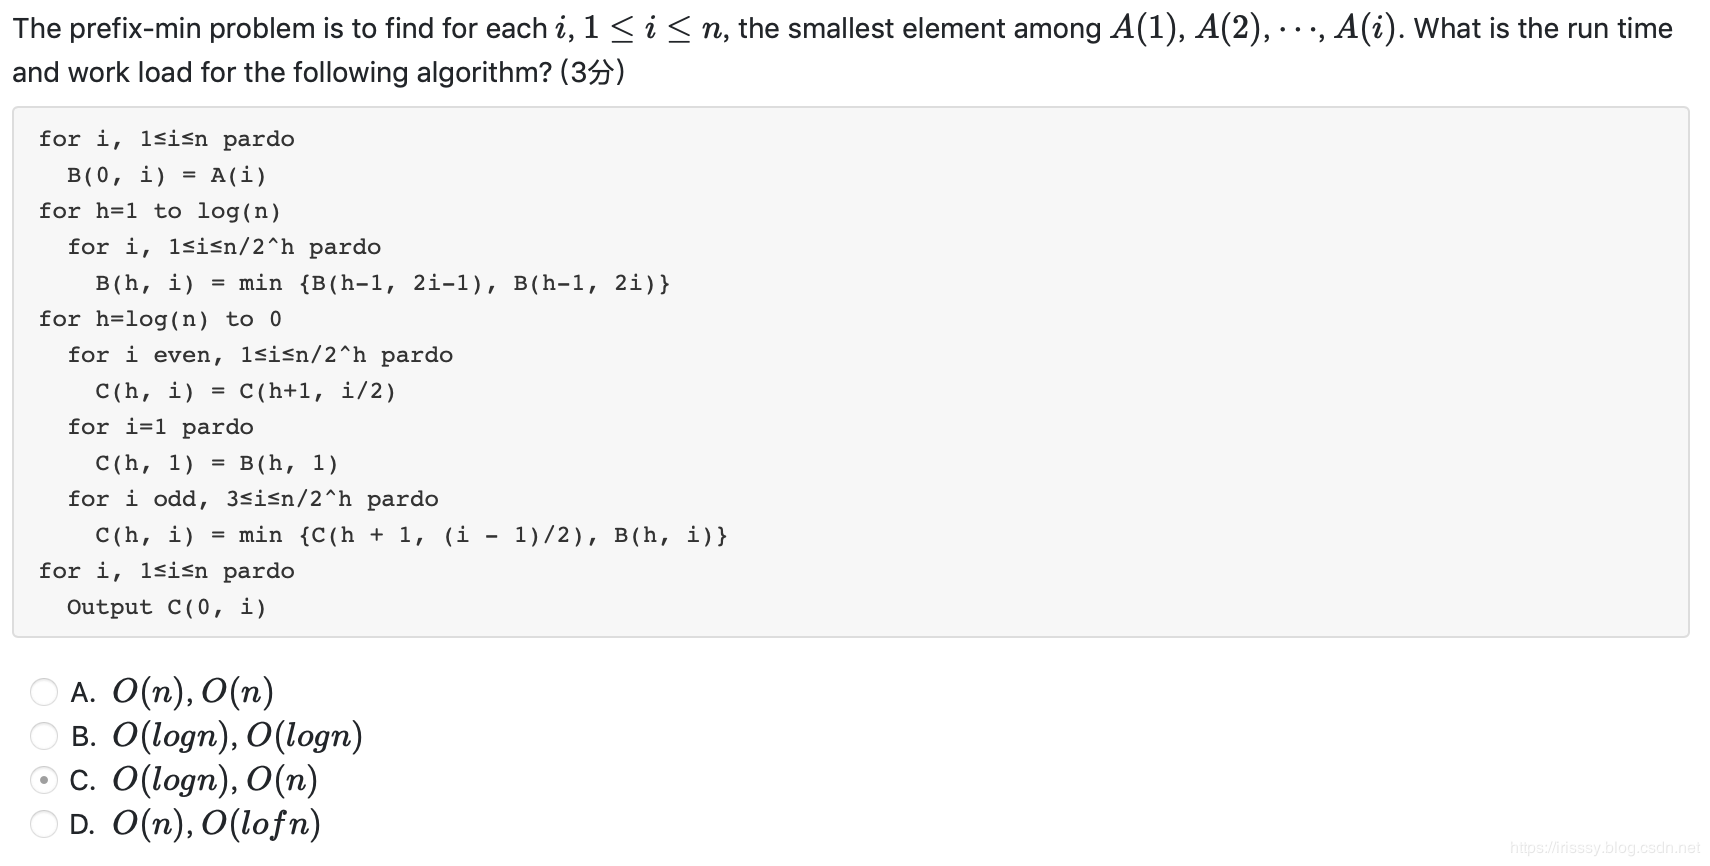 The prefix-min problem is to find for each i, 1 ≤ i ≤ n, the smallest element among A(1), A(2), ⋯, A(i). What is the run time
and work load for the following algorithm? (3分)
for i, 1≤i≤n pardo
B(0, i) = A(i)
for h=1 to log(n)
for i, 1≤i≤n/2^h pardo
B(h, i) = min {B(h-1, 2i-1), B(h-1, 2i)}
for h=log(n) to 0
for i even, 1≤i≤n/2^h pardo
C(h, i) = C(h+1, i/2)
for i=1 pardo
C(h, 1) = B(h, 1)
for i odd, 3≤i≤n/2^h pardo
C(h, i) = min {C(h + 1, (i - 1)/2), B(h, i)}
for i, 1≤i≤n pardo
Output C(0, i)
A. O(n), O(n)
B. O(logn), O(logn)
C. O(logn), O(n)
D. O(n), O(lofn)
https://irisssy.blog.csdn.net